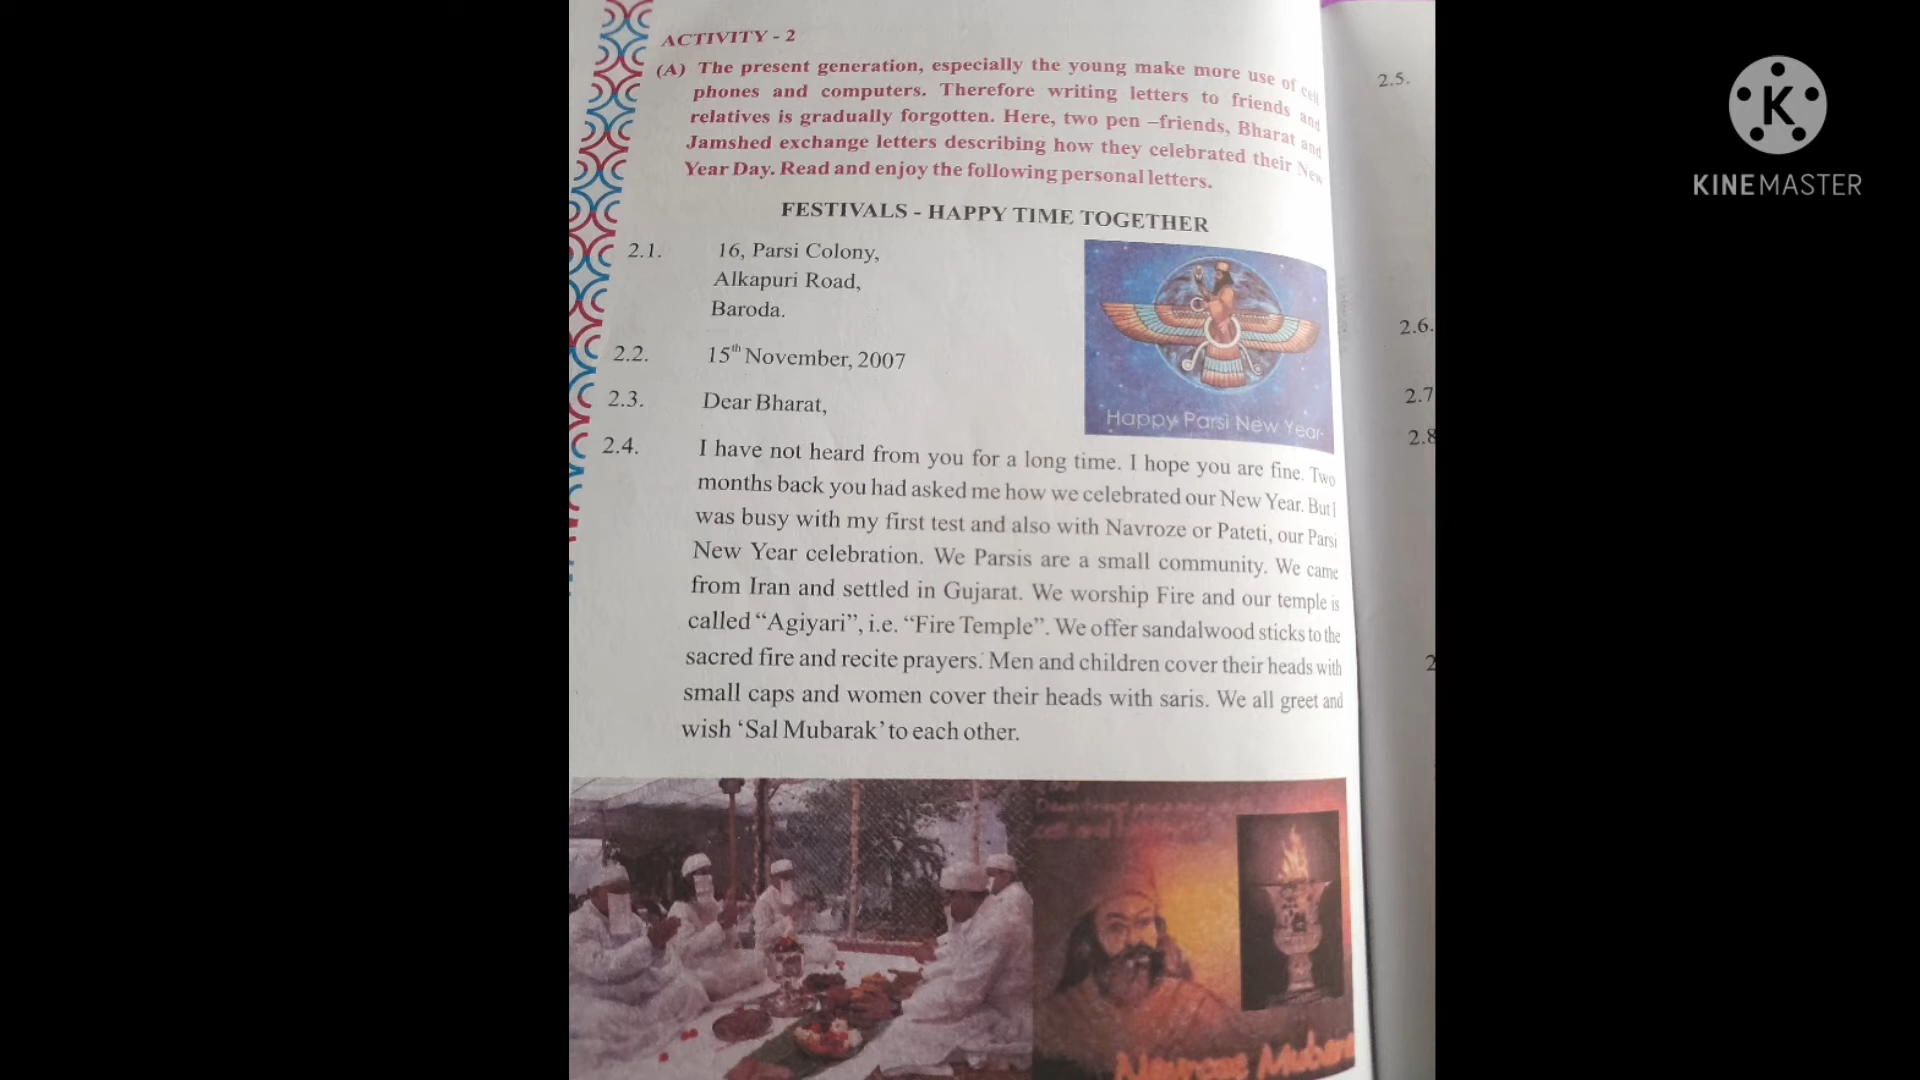 ACTIVITY - 2
(A) The present generation, especially the young make more use of cell
phones and computers. Therefore writing letters to friends and
relatives is gradually forgotten. Here, two pen –friends, Bharat and
Jamshed exchange letters describing how they celebrated their New
Year Day. Read and enjoy the following personal letters.
FESTIVALS - HAPPY TIME TOGETHER
2.1. 16, Parsi Colony,
Alkapuri Road,
Baroda.
2.2. 15th November, 2007
2.3. Dear Bharat,
Happy Parsi New Year
2.4. I have not heard from you for a long time. I hope you are fine. Two
months back you had asked me how we celebrated our New Year. But I
was busy with my first test and also with Navroze or Pateti, our Parsi
New Year celebration. We Parsis are a small community. We came
from Iran and settled in Gujarat. We worship Fire and our temple is
called “Agiyari”, i.e. “Fire Temple”. We offer sandalwood sticks to the
sacred fire and recite prayers. Men and children cover their heads with
small caps and women cover their heads with saris. We all greet and
wish ‘Sal Mubarak’ to each other.
2.5.
2.6.
2.7
2.8
2
K
KINEMASTER